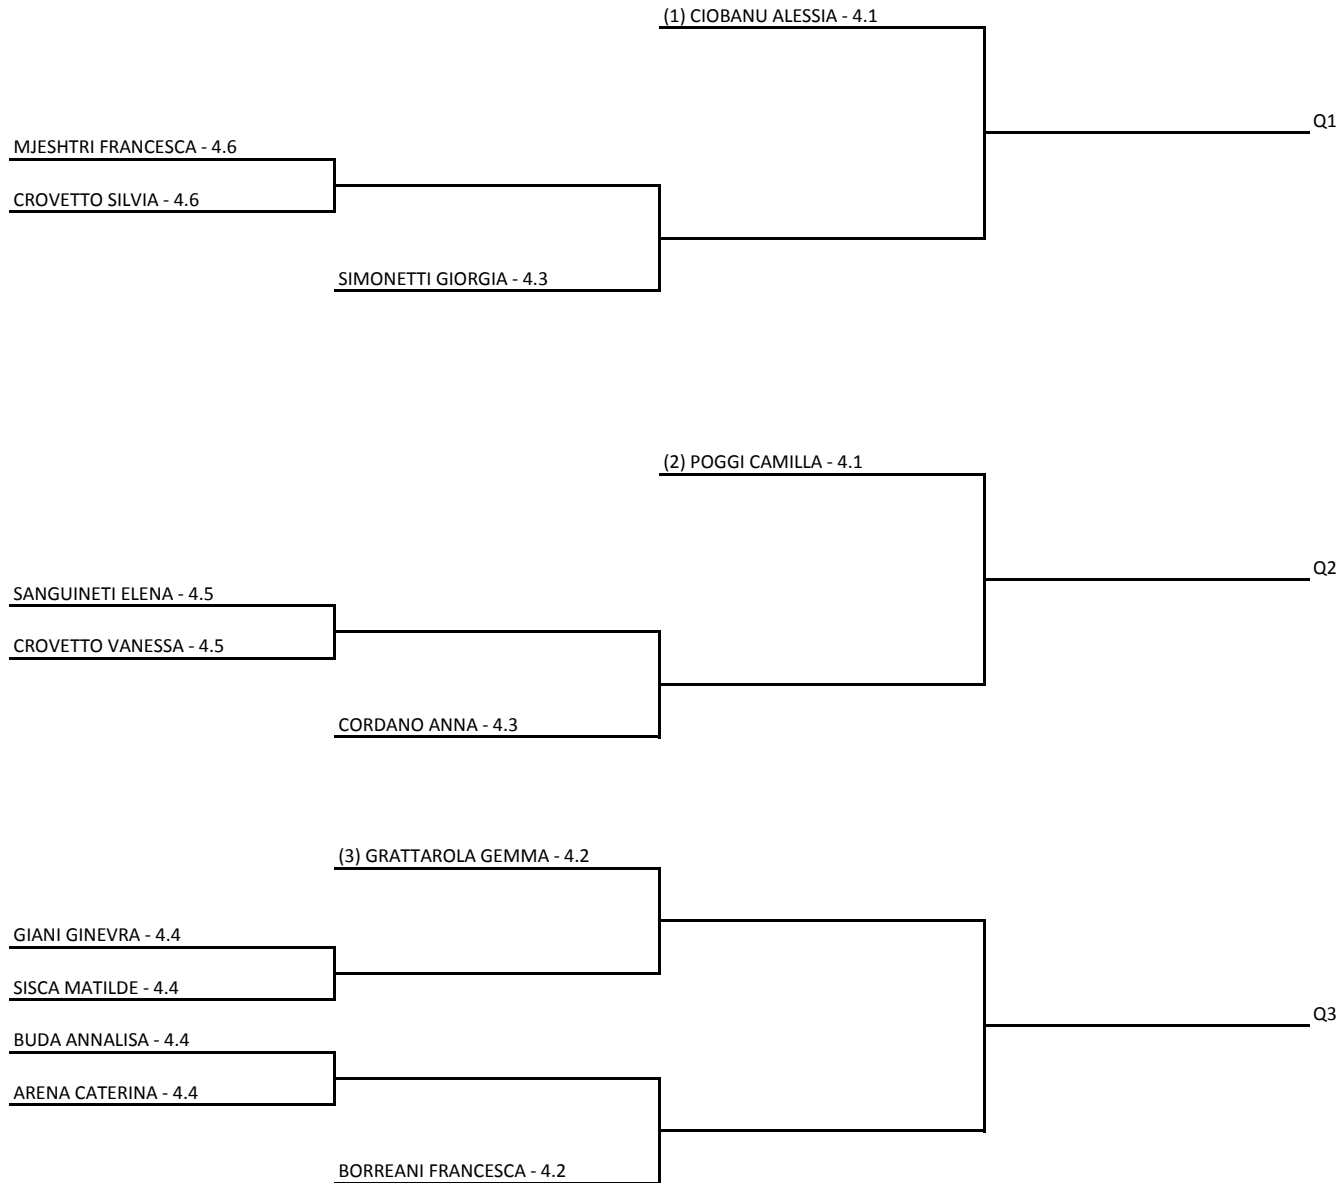 (1) CIOBANU ALESSIA - 4.1
Q1
MJESHTRI FRANCESCA - 4.6
CROVETTO SILVIA - 4.6
SIMONETTI GIORGIA - 4.3
(2) POGGI CAMILLA - 4.1
Q2
SANGUINETI ELENA - 4.5
CROVETTO VANESSA - 4.5
CORDANO ANNA - 4.3
(3) GRATTAROLA GEMMA - 4.2
GIANI GINEVRA - 4.4
SISCA MATILDE - 4.4
Q3
BUDA ANNALISA - 4.4
ARENA CATERINA - 4.4
BORREANI FRANCESCA - 4.2